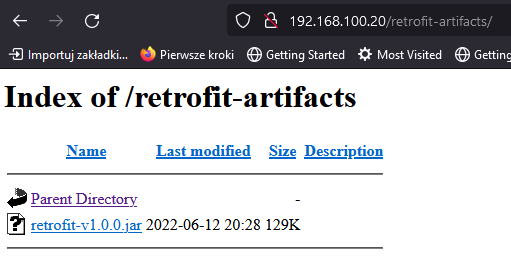 192.168.100.20/retrofit-artifacts/
Importuj zakładki... Pierwsze kroki Getting Started Most Visited Getting
Index of /retrofit-artifacts
Name Last modified Size Description
Parent Directory -
retrofit-v1.0.0.jar 2022-06-12 20:28 129K